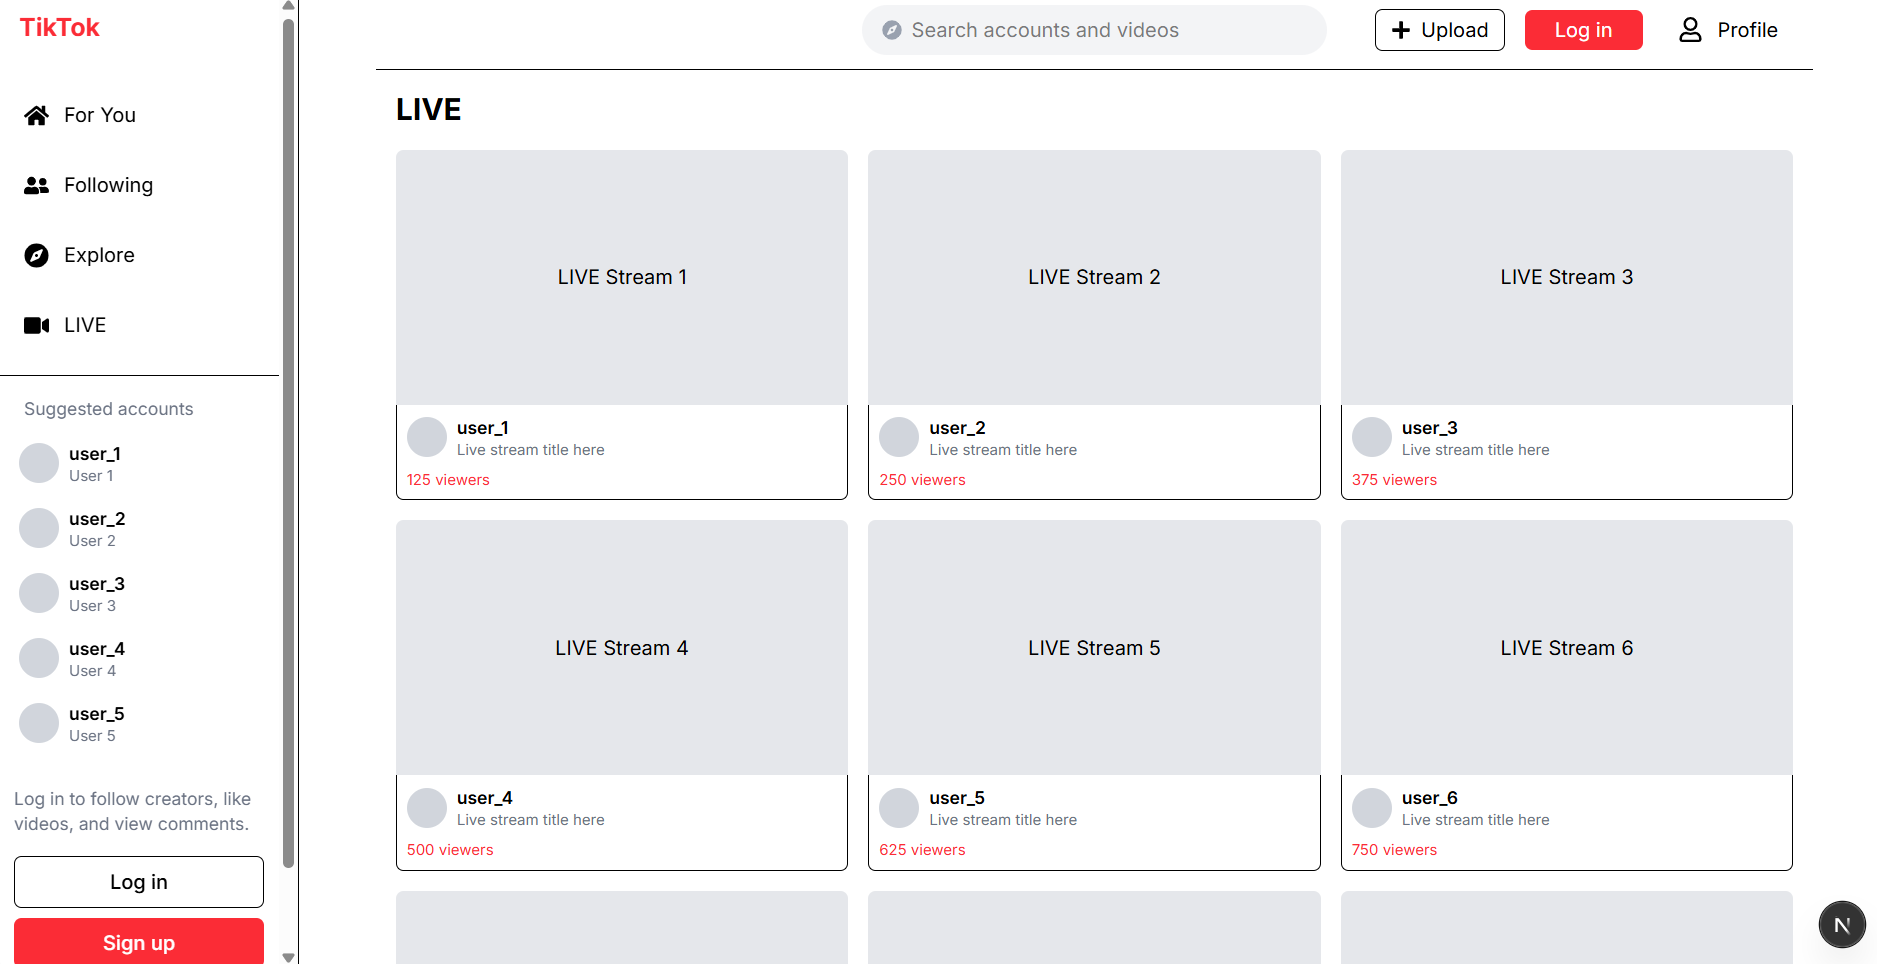 TikTok
For You
Following
Explore
LIVE
Suggested accounts
user_1
User 1
user_2
User 2
user_3
User 3
user_4
User 4
user_5
User 5
Log in to follow creators, like
videos, and view comments.
Log in
Sign up
Search accounts and videos
Upload
Log in
Profile
LIVE
LIVE Stream 1
user_1
Live stream title here
125 viewers
LIVE Stream 2
user_2
Live stream title here
250 viewers
LIVE Stream 3
user_3
Live stream title here
375 viewers
LIVE Stream 4
user_4
Live stream title here
500 viewers
LIVE Stream 5
user_5
Live stream title here
625 viewers
LIVE Stream 6
user_6
Live stream title here
750 viewers
N